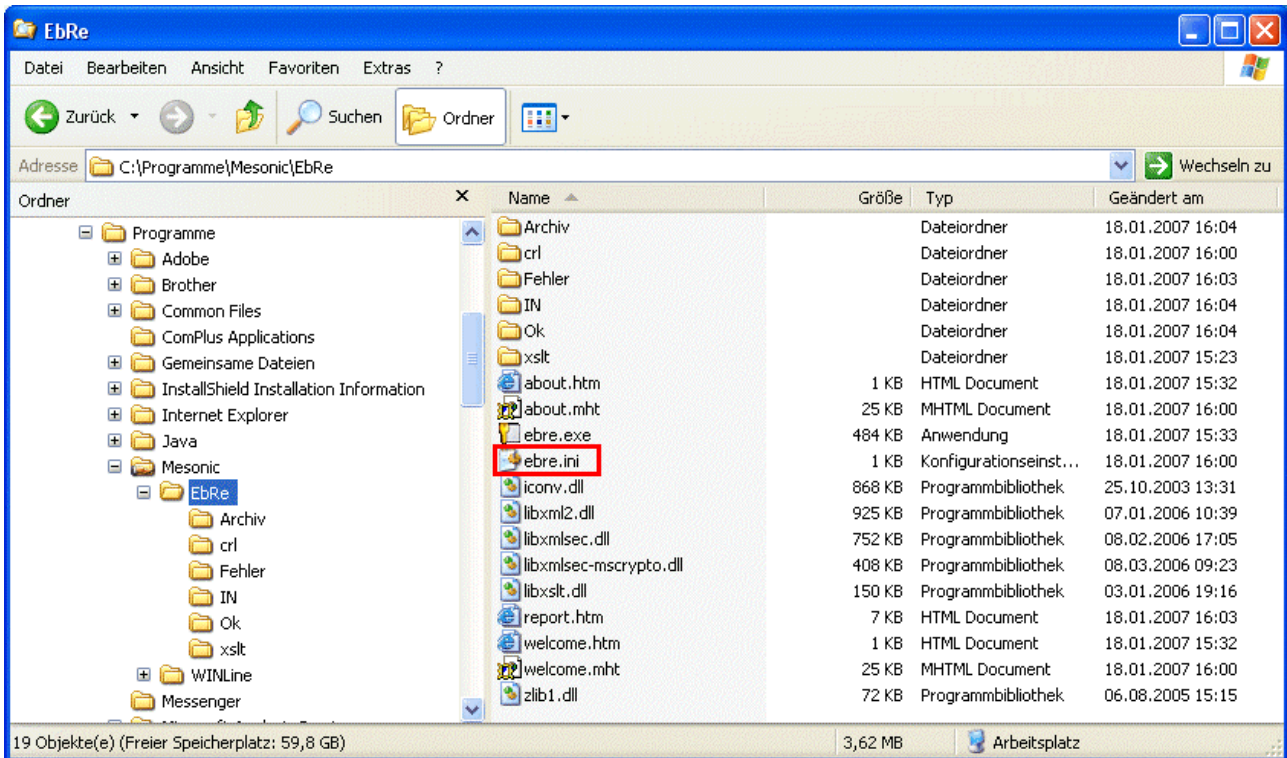 EbRe
Datei Bearbeiten Ansicht Favoriten Extras ?
Zurück Suchen Ordner
Adresse C:\Programme\Mesonic\EbRe Wechseln zu
Ordner
Programme
Adobe
Brother
Common Files
ComPlus Applications
Gemeinsame Dateien
InstallShield Installation Information
Internet Explorer
Java
Mesonic
EbRe
Archiv
crl
Fehler
IN
Ok
xslt
WINLine
Messenger
Name Größe Typ Geändert am
Archiv Dateiordner 18.01.2007 16:04
crl Dateiordner 18.01.2007 16:00
Fehler Dateiordner 18.01.2007 16:03
IN Dateiordner 18.01.2007 16:04
Ok Dateiordner 18.01.2007 16:04
xslt Dateiordner 18.01.2007 15:23
about.htm 1 KB HTML Document 18.01.2007 15:32
about.mht 25 KB MHTML Document 18.01.2007 16:00
ebre.exe 484 KB Anwendung 18.01.2007 15:33
ebre.ini 1 KB Konfigurationseinst... 18.01.2007 16:00
iconv.dll 868 KB Programmbibliothek 25.10.2003 13:31
libxml2.dll 925 KB Programmbibliothek 07.01.2006 10:39
libxmlsec.dll 752 KB Programmbibliothek 08.02.2006 17:05
libxmlsec-mscrypto.dll 408 KB Programmbibliothek 08.03.2006 09:23
libxslt.dll 150 KB Programmbibliothek 03.01.2006 19:16
report.htm 7 KB HTML Document 18.01.2007 16:03
welcome.htm 1 KB HTML Document 18.01.2007 15:32
welcome.mht 25 KB MHTML Document 18.01.2007 16:00
zlib1.dll 72 KB Programmbibliothek 06.08.2005 15:15
19 Objekte(e) (Freier Speicherplatz: 59,8 GB) 3,62 MB Arbeitsplatz